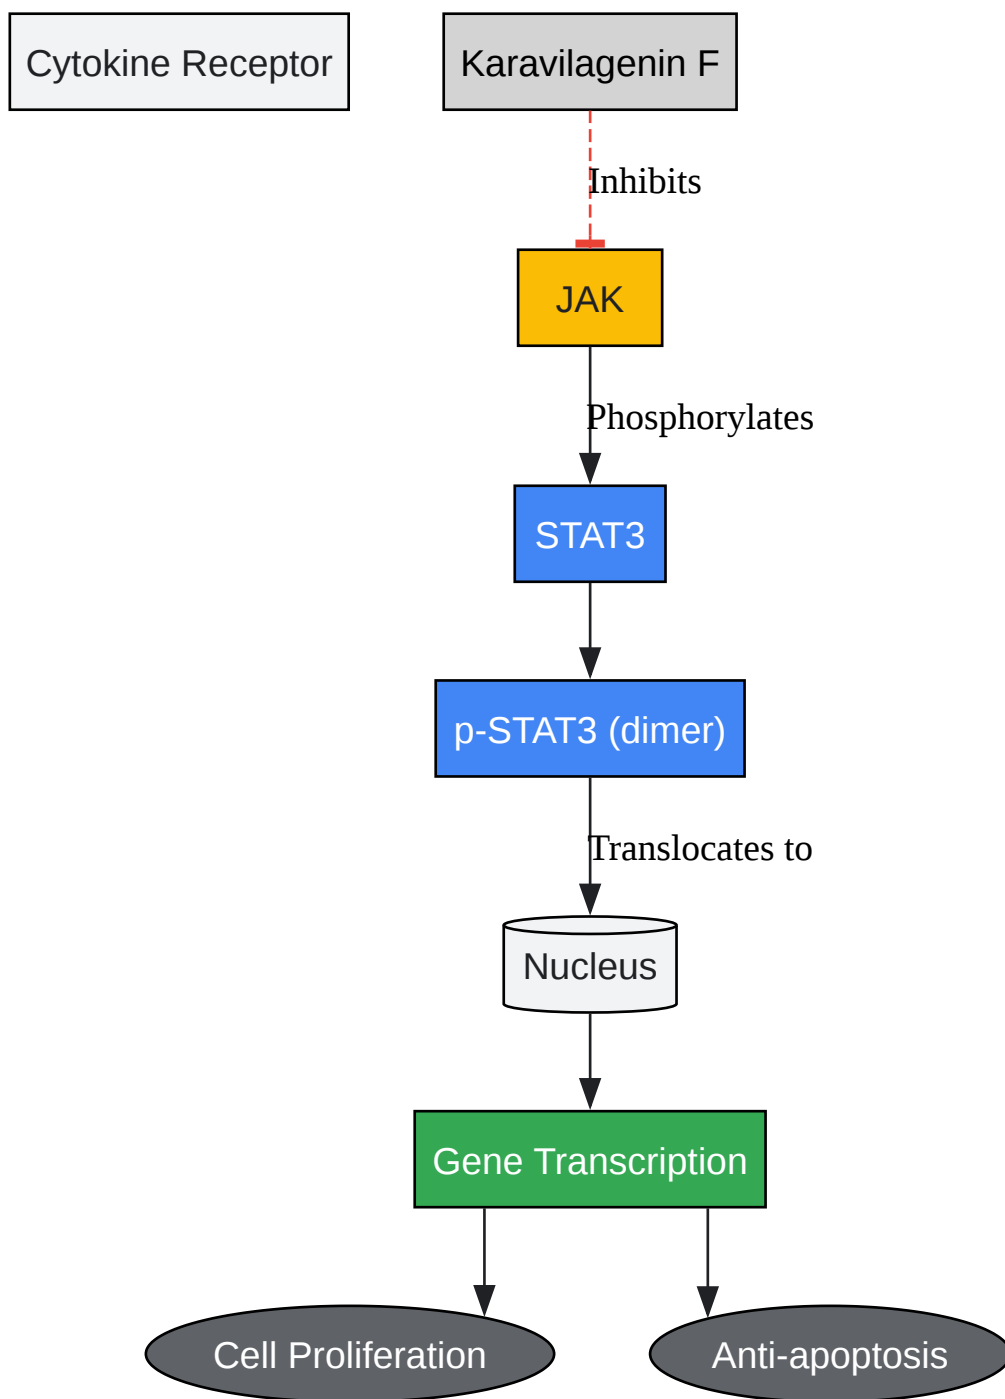 Cytokine Receptor
Karavilagenin F
Inhibits
JAK
Phosphorylates
STAT3
p-STAT3 (dimer)
Translocates to
Nucleus
Gene Transcription
Cell Proliferation
Anti-apoptosis